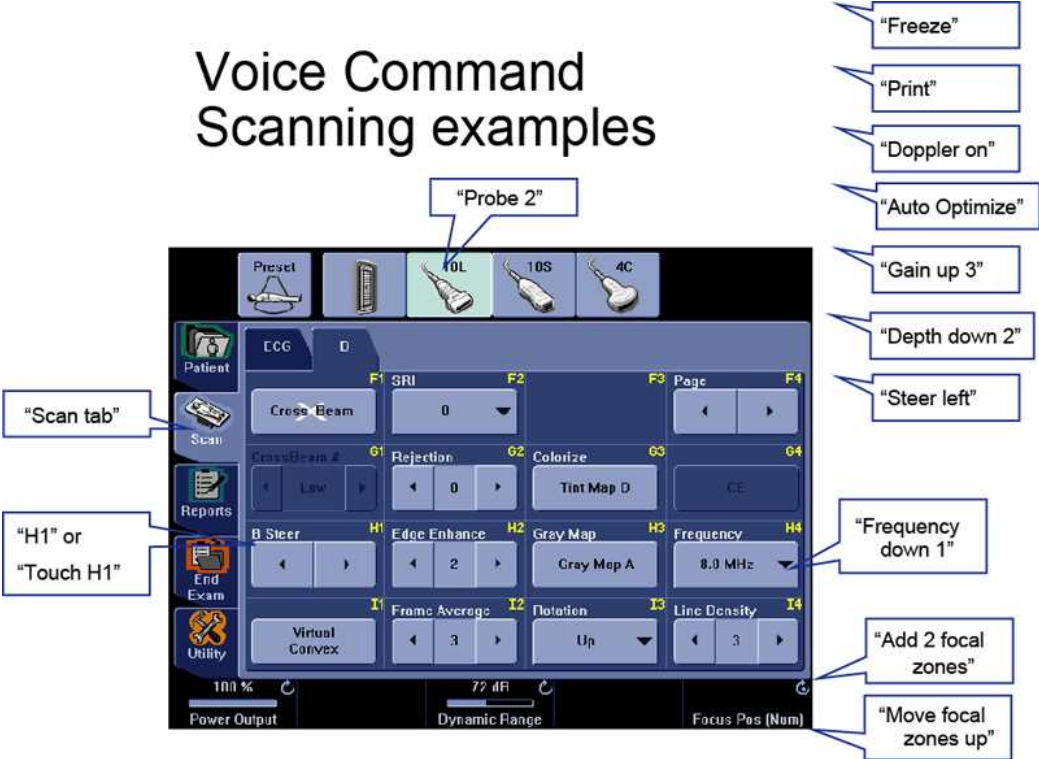 Voice Command
Scanning examples
“Freeze”
“Print”
“Doppler on”
“Auto Optimize”
“Gain up 3”
“Depth down 2”
“Steer left”
“Probe 2”
Preset
10L
10S
4C
Patient
ECG
B
“Scan tab”
Scan
F1
SRI
F2
F3
Page
F4
Cross Beam
0
CrossBeam #
G1
Rejection
G2
Colorize
G3
G4
Low
0
Tint Map D
CE
Reports
“H1” or
“Touch H1”
B Steer
H1
Edge Enhance
H2
Gray Map
H3
Frequency
H4
2
Gray Map A
8.0 MHz
“Frequency
down 1”
End
Exam
I1
Frame Average
I2
Rotation
I3
Line Density
I4
Virtual
Convex
3
Up
3
Utility
“Add 2 focal
zones”
100 %
72 dB
Power Output
Dynamic Range
Focus Pos (Num)
“Move focal
zones up”